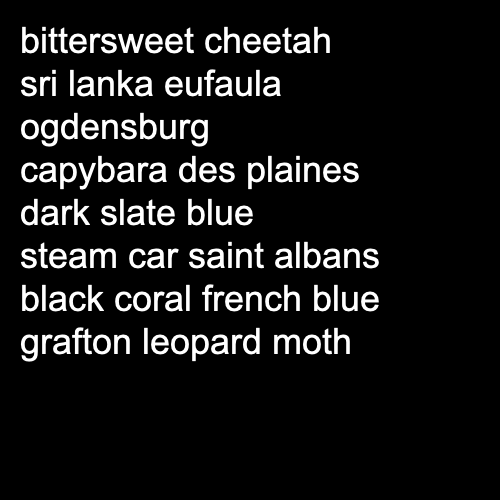 bittersweet cheetah
sri lanka eufaula
ogdensburg
capybara des plaines
dark slate blue
steam car saint albans
black coral french blue
grafton leopard moth